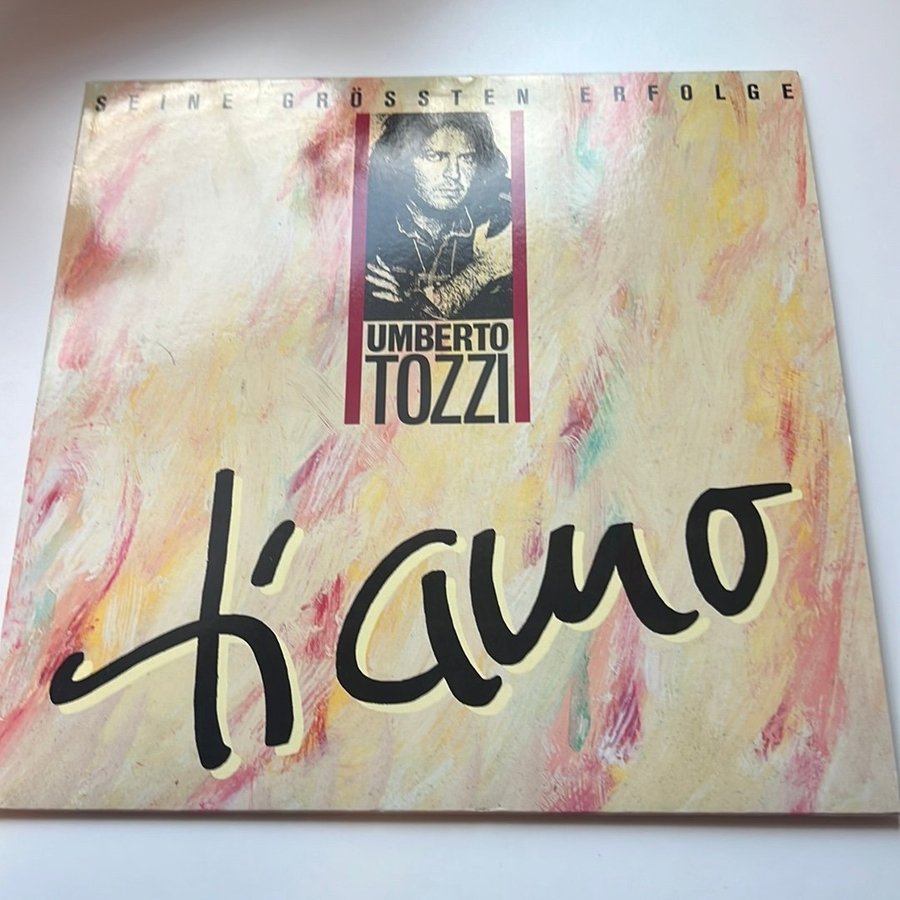 SEINE GRÖSSTEN ERFOLGE
UMBERTO
TOZZI
ti amo